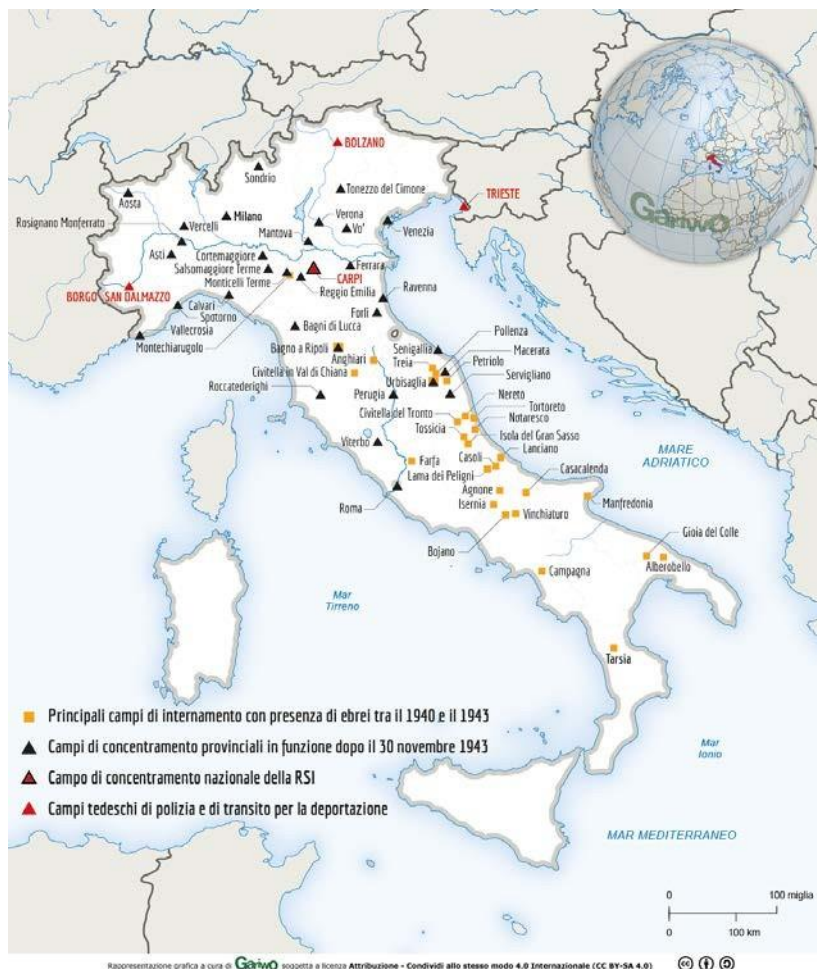 BOLZANO
Sondrio
Aosta
Tonezzo del Cimone
TRIESTE
Gariwo
Rosignano Monferrato
Vercelli
Milano
Verona
Vo'
Mantova
Venezia
Asti
Cortemaggiore
Salsomaggiore Terme
Monticelli Terme
Ferrara
CARPI
Reggio Emilia
BORGO SAN DALMAZZO
Ravenna
Calvari
Spotorno
Forlì
Vallecrosia
Montechiarugolo
Bagni di Lucca
Pollenza
Bagno a Ripoli
Anghiari
Senigallia
Macerata
Treia
Petriolo
Civitella in Val di Chiana
Urbisaglia
Servigliano
Roccatederighi
Perugia
Nereto
Civitella del Tronto
Tortoreto
Tossicia
Notaresco
Isola del Gran Sasso
Viterbo
Lanciano
Farfa
Casoli
Lama dei Peligni
Casacalenda
Agnone
Roma
Isernia
Manfredonia
Vinchiaturo
Bojano
Gioia del Colle
Campagna
Alberobello
Tarsia
MARE
ADRIATICO
Mar
Tirreno
Principali campi di internamento con presenza di ebrei tra il 1940 e il 1943
Campi di concentramento provinciali in funzione dopo il 30 novembre 1943
Campo di concentramento nazionale della RSI
Campi tedeschi di polizia e di transito per la deportazione
Mar
Ionio
MAR MEDITERRANEO
0 100 miglia
0 100 km
Rappresentazione grafica a cura di Gariwo soggetta a licenza Attribuzione - Condividi allo stesso modo 4.0 Internazionale (CC BY-SA 4.0)